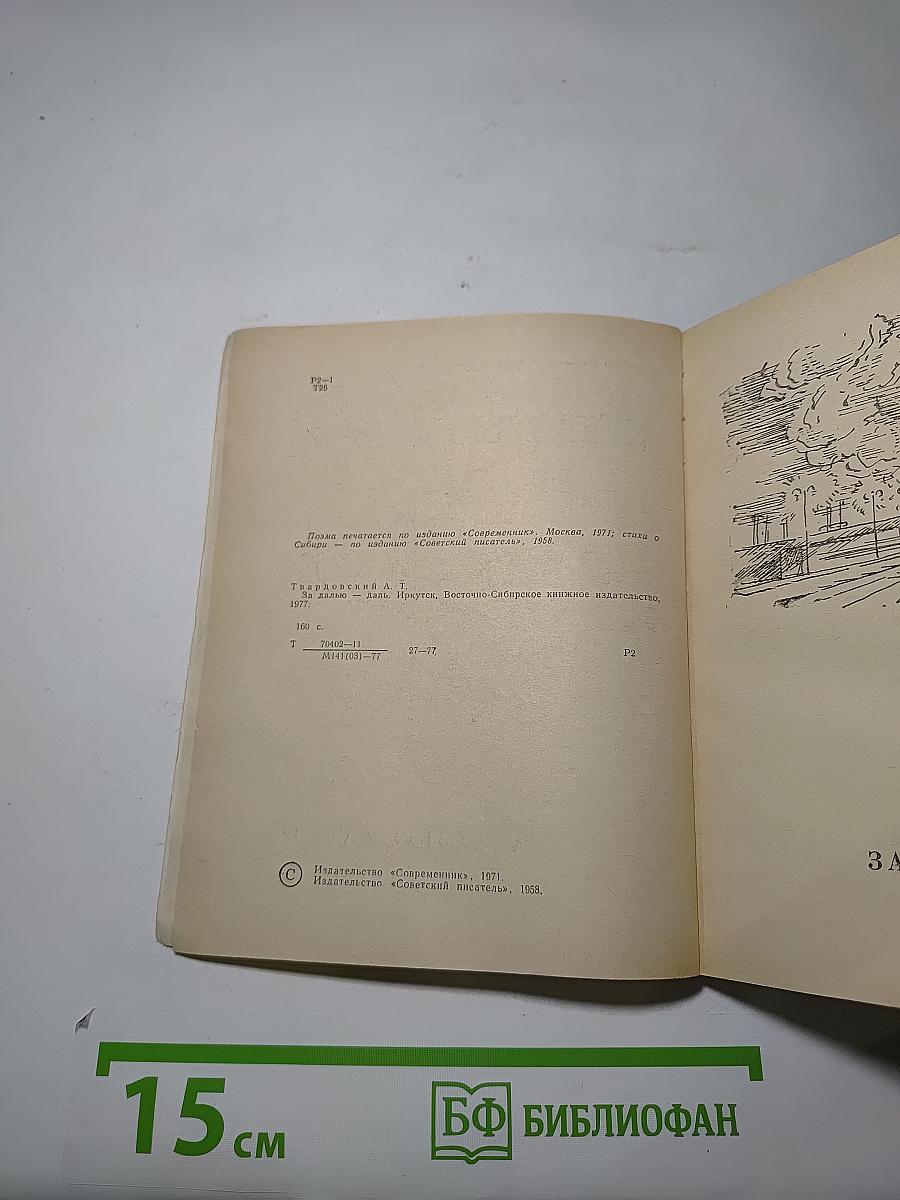 Р2—1
Т26
Поэма печатается по изданию «Современник». Москва, 1971; стихи о
Сибири — по изданию «Советский писатель», 1958.
Твардовский А. Т.
За далью — даль. Иркутск, Восточно-Сибирское книжное издательство,
1977.
160 с.
Т 70402—11 27—77. Р2
М141(03)—77
© Издательство «Современник», 1971.
Издательство «Советский писатель», 1958.
ЗА
15 см
БФ БИБЛИОФАН